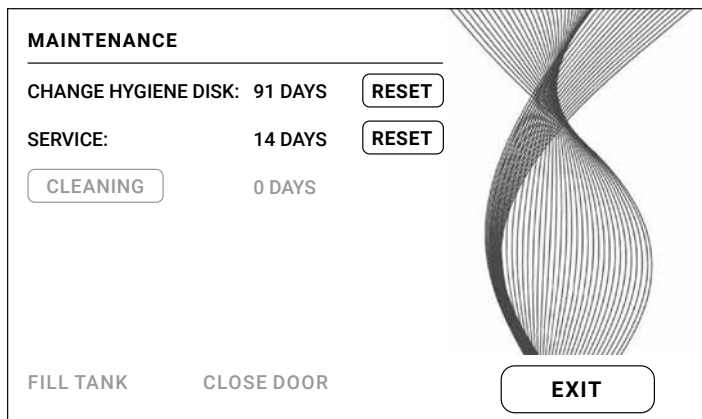 MAINTENANCE
CHANGE HYGIENE DISK: 91 DAYS RESET
SERVICE: 14 DAYS RESET
CLEANING 0 DAYS
FILL TANK CLOSE DOOR EXIT